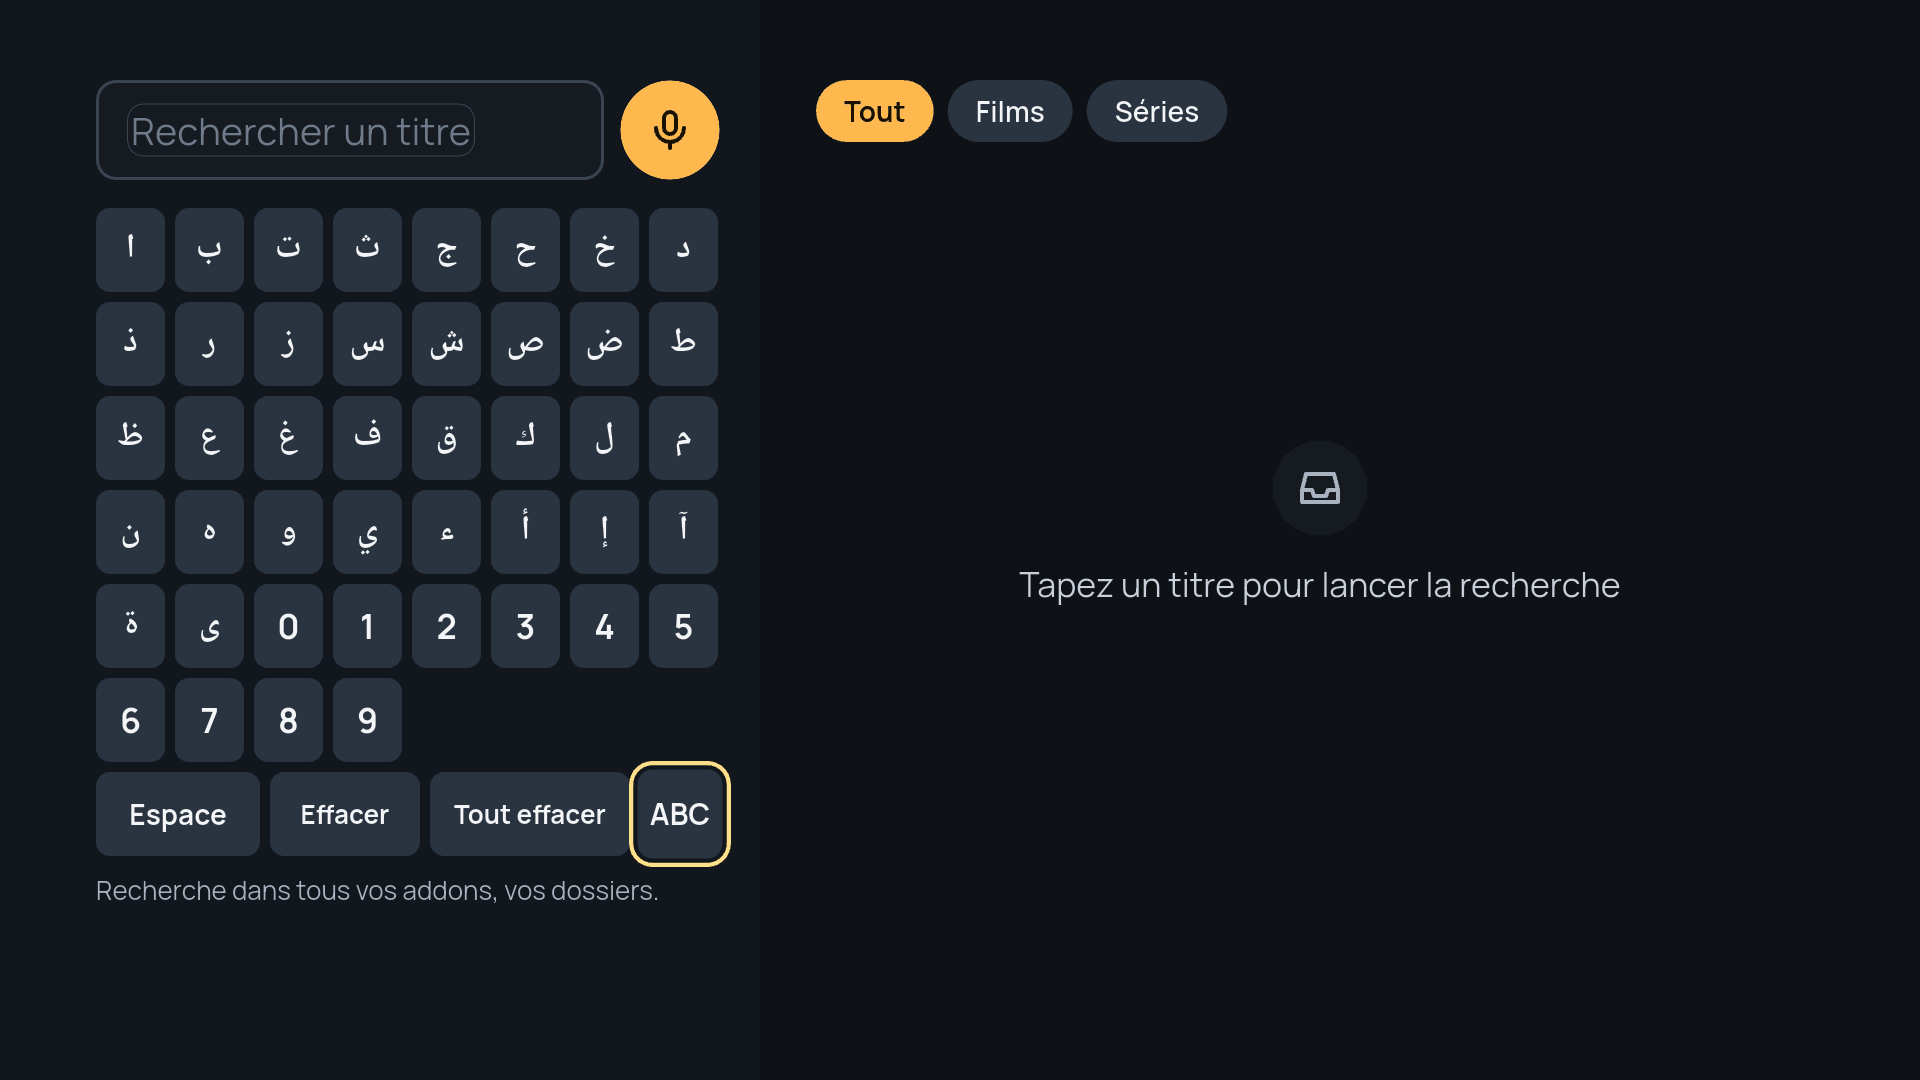 Rechercher un titre
Tout Films Séries
ا ب ت ث ج ح خ د
ذ ر ز س ش ص ض ط
ظ ع غ ف ق ك ل م
ن ه و ي ء أ إ آ
ة ى 0 1 2 3 4 5
6 7 8 9
Espace Effacer Tout effacer ABC
Recherche dans tous vos addons, vos dossiers.
Tapez un titre pour lancer la recherche